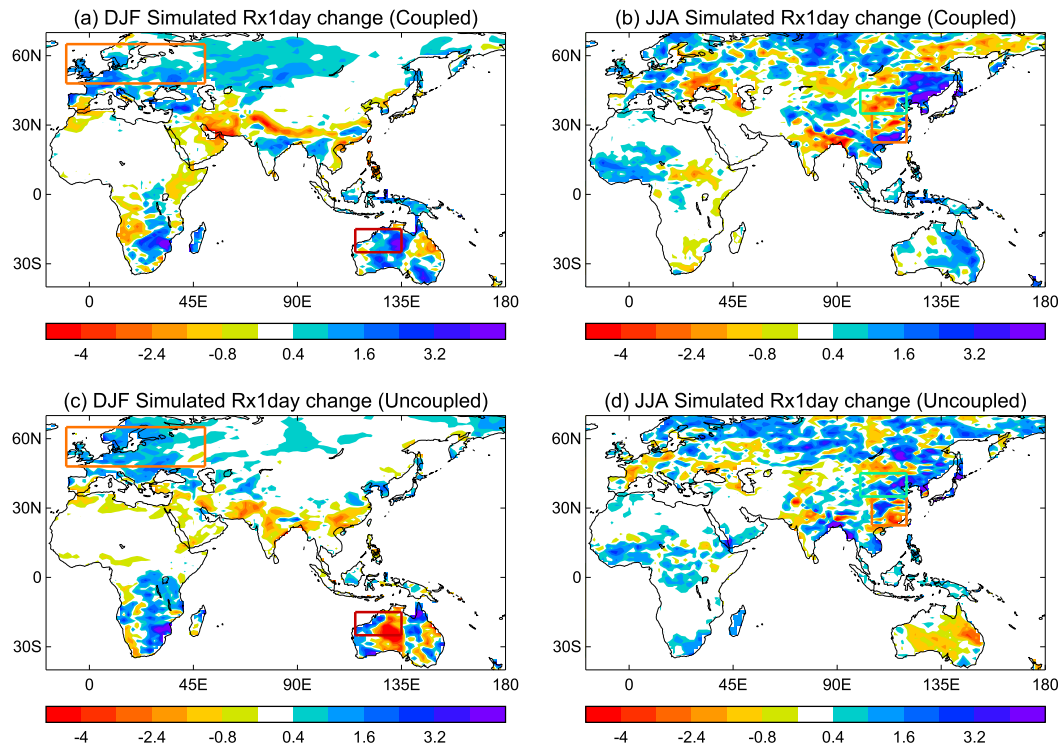 (a) DJF Simulated Rx1day change (Coupled)
(b) JJA Simulated Rx1day change (Coupled)
60N
30N
0
30S
0 45E 90E 135E 180
-4 -2.4 -0.8 0.4 1.6 3.2
60N
30N
0
30S
0 45E 90E 135E 180
-4 -2.4 -0.8 0.4 1.6 3.2
(c) DJF Simulated Rx1day change (Uncoupled)
(d) JJA Simulated Rx1day change (Uncoupled)
60N
30N
0
30S
0 45E 90E 135E 180
-4 -2.4 -0.8 0.4 1.6 3.2
60N
30N
0
30S
0 45E 90E 135E 180
-4 -2.4 -0.8 0.4 1.6 3.2